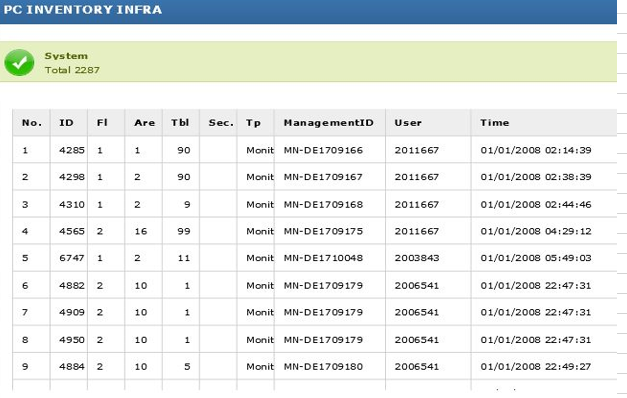 PC INVENTORY INFRA
System
Total 2287
No. ID Fl Are Tbl Sec. Tp ManagementID User Time
1 4285 1 1 90 Monit MN-DE1709166 2011667 01/01/2008 02:14:39
2 4298 1 2 90 Monit MN-DE1709167 2011667 01/01/2008 02:38:39
3 4310 1 2 9 Monit MN-DE1709168 2011667 01/01/2008 02:44:46
4 4565 2 16 99 Monit MN-DE1709175 2011667 01/01/2008 04:29:12
5 6747 1 2 11 Monit MN-DE1710048 2003843 01/01/2008 05:49:03
6 4882 2 10 1 Monit MN-DE1709179 2006541 01/01/2008 22:47:31
7 4909 2 10 1 Monit MN-DE1709179 2006541 01/01/2008 22:47:31
8 4950 2 10 1 Monit MN-DE1709179 2006541 01/01/2008 22:47:31
9 4884 2 10 5 Monit MN-DE1709180 2006541 01/01/2008 22:49:27